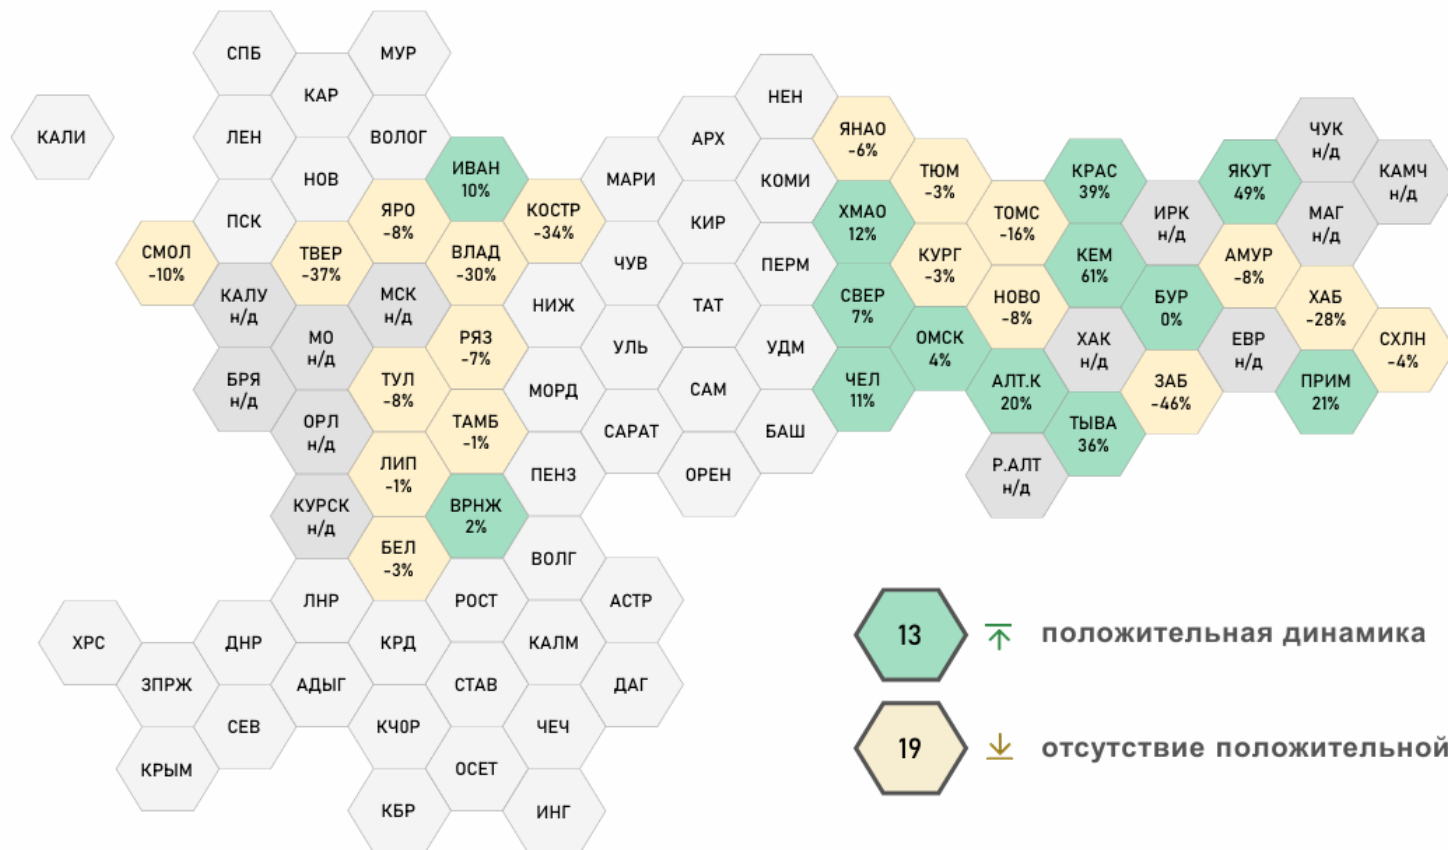 СПБ
МУР
КАР
НЕН
КАЛИ
ЛЕН
ВОЛОГ
АРХ
ЯНАО
-6%
ЧУК
н/д
ИВАН
10%
НОВ
МАРИ
КОМИ
ТЮМ
-3%
КРАС
39%
ЯКУТ
49%
КАМЧ
н/д
ПСК
ЯРО
-8%
КОСТР
-34%
КИР
ХМАО
12%
ТОМС
-16%
ИРК
н/д
МАГ
н/д
СМОЛ
-10%
ТВЕР
-37%
ВЛАД
-30%
ЧУВ
ПЕРМ
КУРГ
-3%
КЕМ
61%
АМУР
-8%
КАЛУ
н/д
МСК
н/д
НИЖ
ТАТ
СВЕР
7%
НОВО
-8%
БУР
0%
ХАБ
-28%
МО
н/д
РЯЗ
-7%
УЛЬ
УДМ
ОМСК
4%
ХАК
н/д
ЕВР
н/д
СХЛН
-4%
БРЯ
н/д
ТУЛ
-8%
МОРД
САМ
ЧЕЛ
11%
АЛТ.К
20%
ЗАБ
-46%
ПРИМ
21%
ОРЛ
н/д
ТАМБ
-1%
САРАТ
БАШ
ТЫВА
36%
ЛИП
-1%
ПЕНЗ
ОРЕН
Р.АЛТ
н/д
КУРСК
н/д
ВРНЖ
2%
БЕЛ
-3%
ВОЛГ
ЛНР
РОСТ
АСТР
ХРС
ДНР
КРД
КАЛМ
ЗПРЖ
АДЫГ
СТАВ
ДАГ
СЕВ
КЧОР
ЧЕЧ
КРЫМ
ОСЕТ
КБР
ИНГ
13
положительная динамика
19
отсутствие положительной